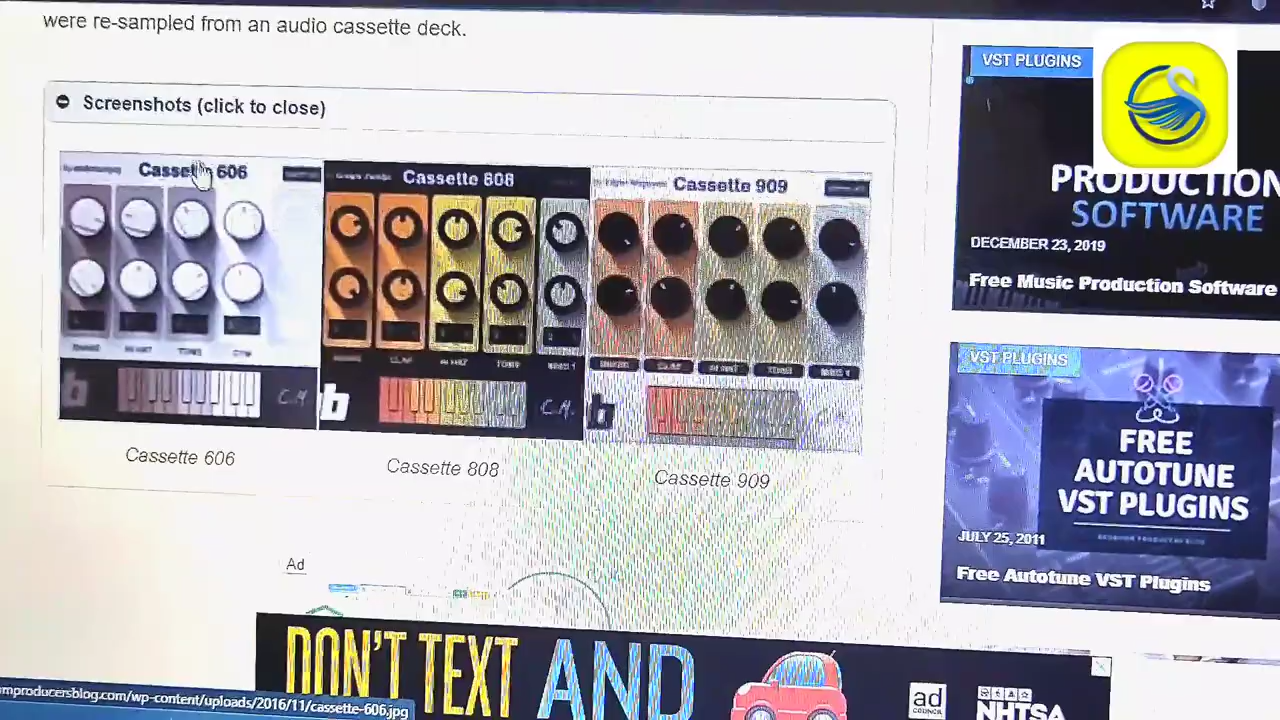 were re-sampled from an audio cassette deck.
Screenshots (click to close)
Cassette 606
Cassette 808
Cassette 909
CLAP
C.M.
b
Cassette 606
Cassette 808
Cassette 909
Ad
DON'T TEXT AND
ad
COUNCIL
NHTSA
mproducersblog.com/wp-content/uploads/2016/11/cassette-606.jpg
VST PLUGINS
PRODUCTION
SOFTWARE
DECEMBER 23, 2019
Free Music Production Software
VST PLUGINS
FREE
AUTOTUNE
VST PLUGINS
JULY 25, 2011
Free Autotune VST Plugins